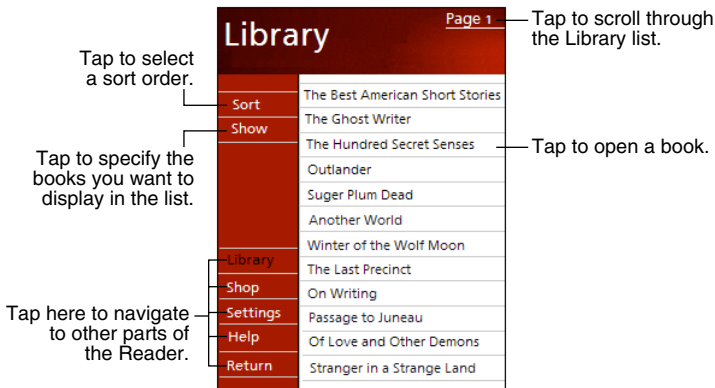 Library
Page 1
Tap to scroll through
the Library list.
Tap to select
a sort order.
Sort
Show
Tap to specify the
books you want to
display in the list.
The Best American Short Stories
The Ghost Writer
The Hundred Secret Senses
Tap to open a book.
Outlander
Suger Plum Dead
Another World
Winter of the Wolf Moon
The Last Precinct
On Writing
Passage to Juneau
Of Love and Other Demons
Stranger in a Strange Land
Library
Shop
Settings
Help
Return
Tap here to navigate
to other parts of
the Reader.